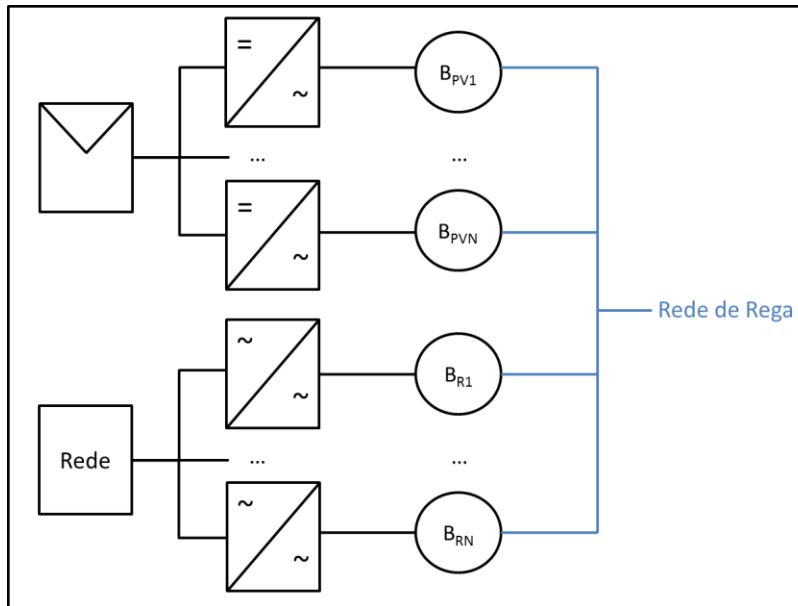 =
~
B_PV1
...
...
=
~
B_PVN
Rede de Rega
~
~
B_R1
Rede
...
...
~
~
B_RN